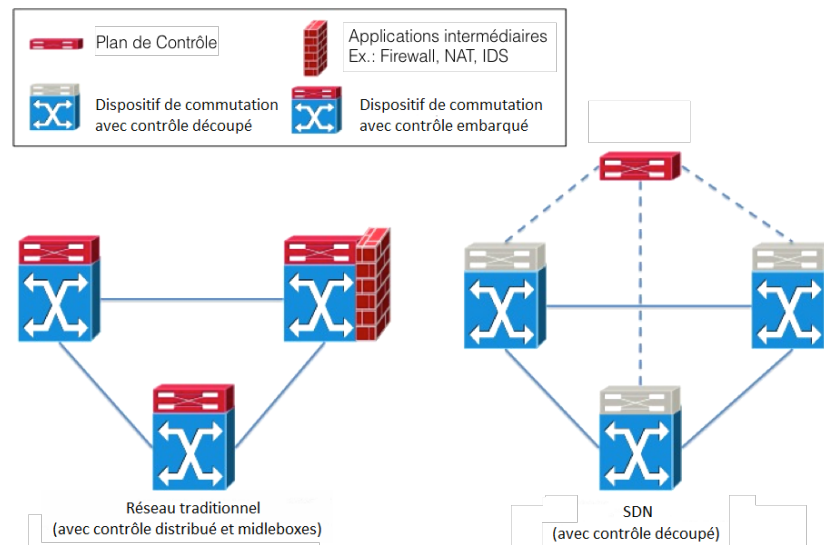 Plan de Contrôle
Applications intermédiaires
Ex.: Firewall, NAT, IDS
Dispositif de commutation
avec contrôle découpé
Dispositif de commutation
avec contrôle embarqué
Réseau traditionnel
(avec contrôle distribué et midleboxes)
SDN
(avec contrôle découpé)